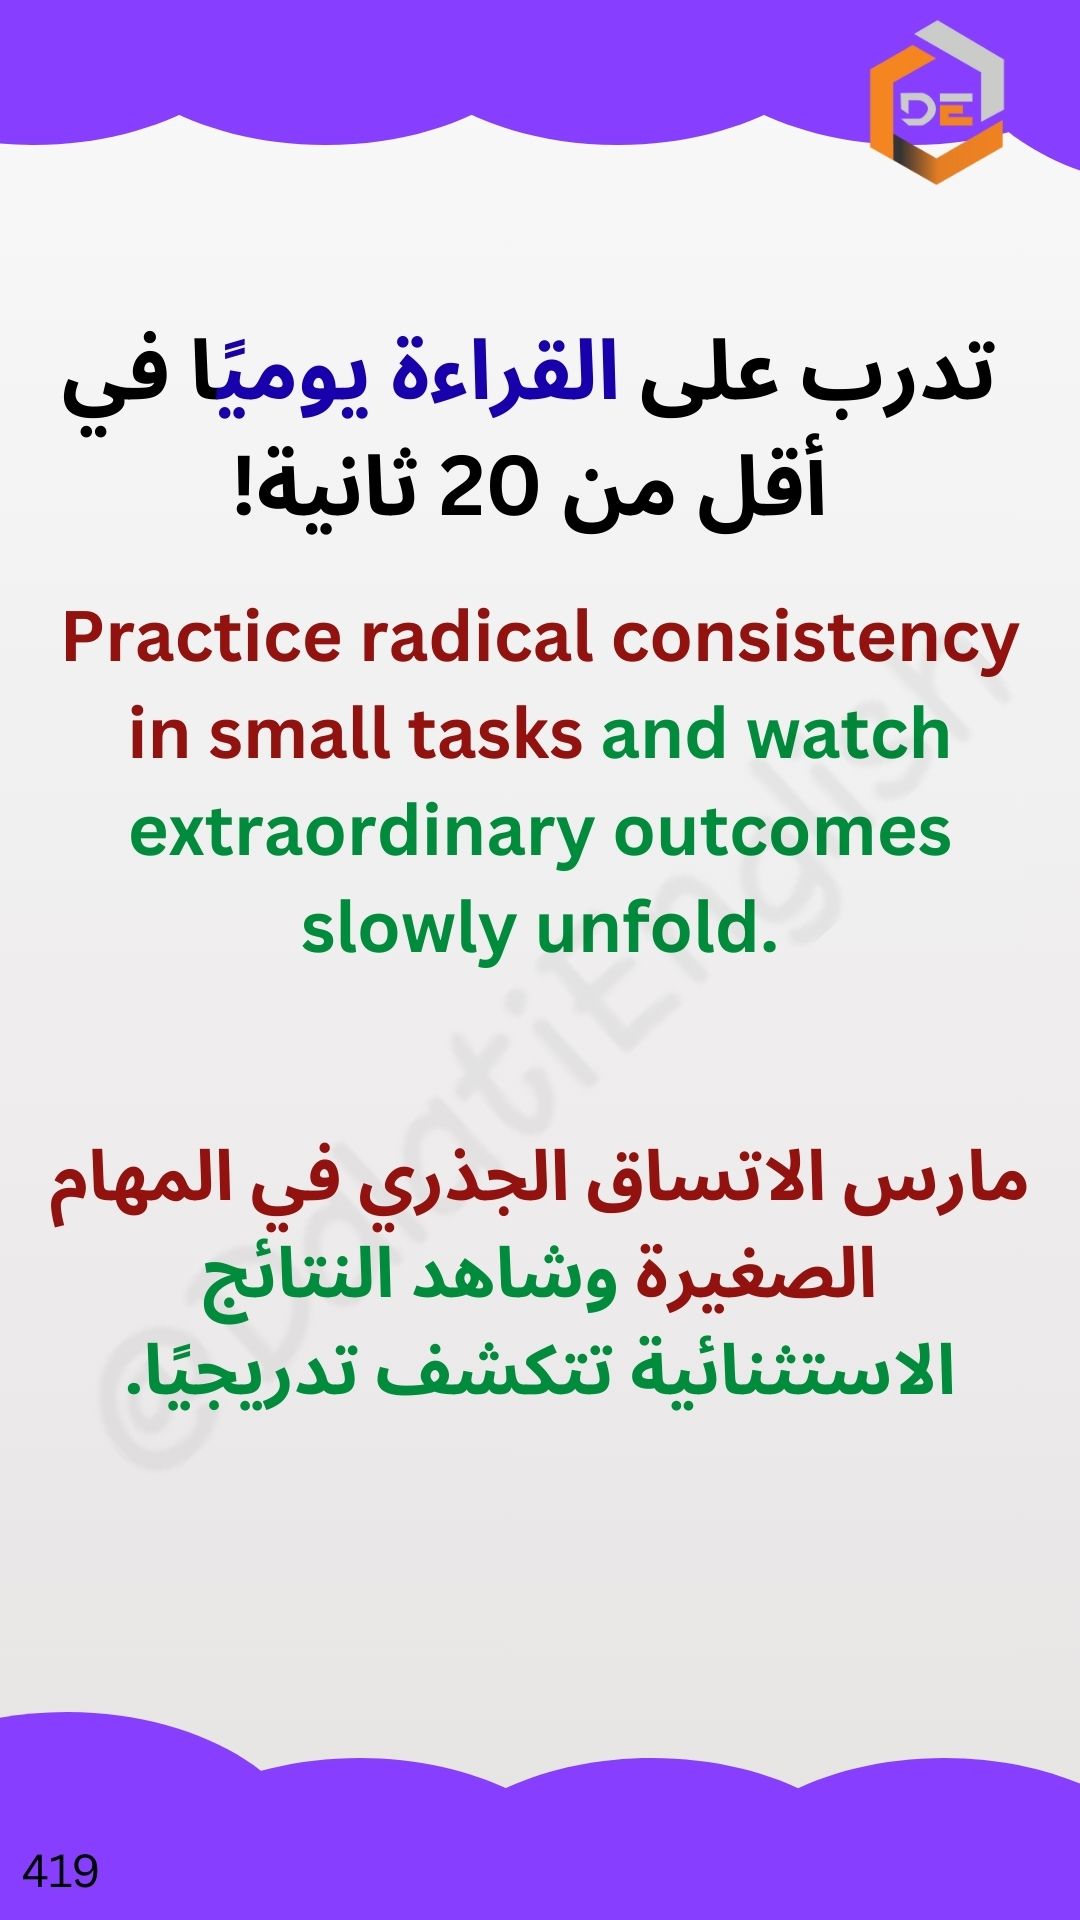 DE
تدرب على القراءة يوميًا في
أقل من 20 ثانية!
Practice radical consistency
in small tasks and watch
extraordinary outcomes
slowly unfold.
@DalatiEnglish
مارس الاتساق الجذري في المهام
الصغيرة وشاهد النتائج
الاستثنائية تتكشف تدريجيًا.
419